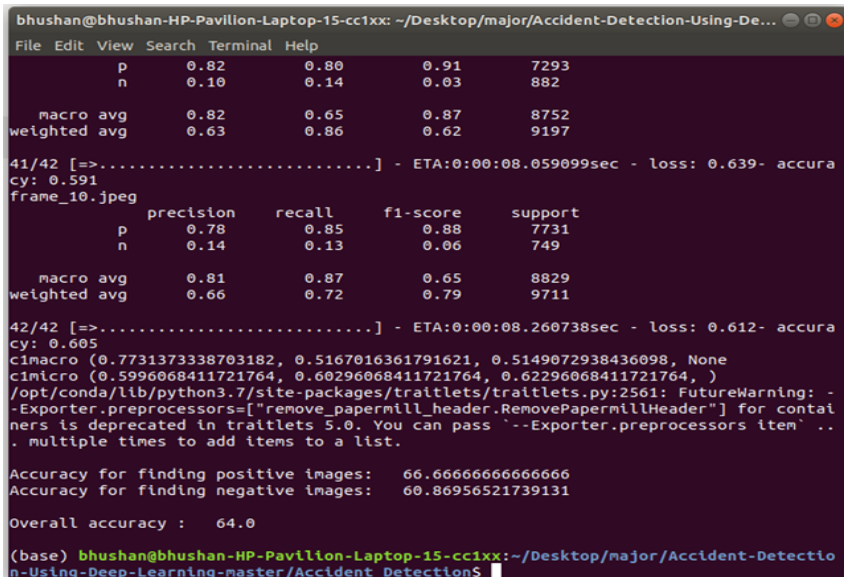 bhushan@bhushan-HP-Pavilion-Laptop-15-cc1xx: ~/Desktop/major/Accident-Detection-Using-De...
File Edit View Search Terminal Help
p 0.82 0.80 0.91 7293
n 0.10 0.14 0.03 882
macro avg 0.82 0.65 0.87 8752
weighted avg 0.63 0.86 0.62 9197
41/42 [=>............................] - ETA:0:00:08.059099sec - loss: 0.639- accura
cy: 0.591
frame_10.jpeg
precision recall f1-score support
p 0.78 0.85 0.88 7731
n 0.14 0.13 0.06 749
macro avg 0.81 0.87 0.65 8829
weighted avg 0.66 0.72 0.79 9711
42/42 [=>............................] - ETA:0:00:08.260738sec - loss: 0.612- accura
cy: 0.605
c1macro (0.7731373338703182, 0.5167016361791621, 0.5149072938436098, None
c1micro (0.5996068411721764, 0.60296068411721764, 0.62296068411721764, )
/opt/conda/lib/python3.7/site-packages/traitlets/traitlets.py:2561: FutureWarning: -
-Exporter.preprocessors=["remove_papermill_header.RemovePapermillHeader"] for contai
ners is deprecated in traitlets 5.0. You can pass `--Exporter.preprocessors item` ..
. multiple times to add items to a list.
Accuracy for finding positive images: 66.66666666666666
Accuracy for finding negative images: 60.86956521739131
Overall accuracy : 64.0
(base) bhushan@bhushan-HP-Pavilion-Laptop-15-cc1xx:~/Desktop/major/Accident-Detectio
n-Using-Deep-Learning-master/Accident Detection$